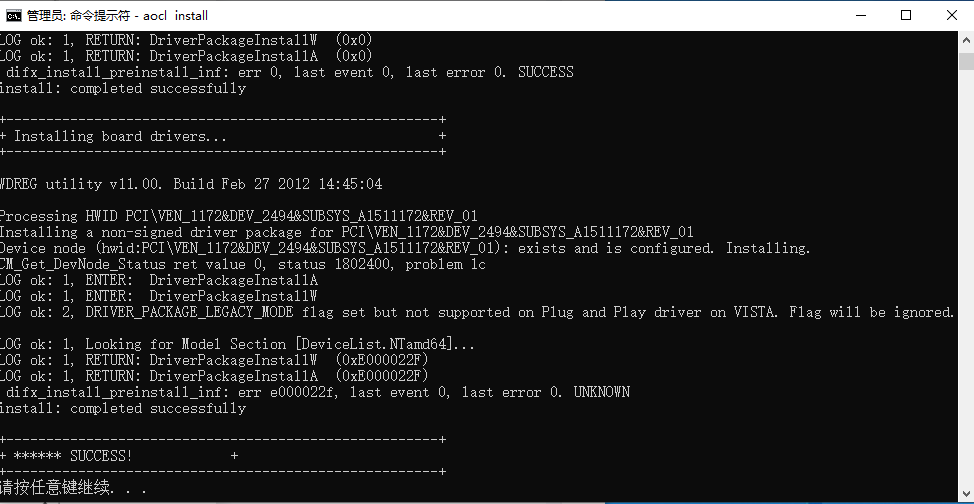 管理员: 命令提示符 - aocl install
LOG ok: 1, RETURN: DriverPackageInstallW (0x0)
LOG ok: 1, RETURN: DriverPackageInstallA (0x0)
difx_install_preinstall_inf: err 0, last event 0, last error 0. SUCCESS
install: completed successfully
+-----------------------------------------------------+
+ Installing board drivers... +
+-----------------------------------------------------+
WDREG utility v11.00. Build Feb 27 2012 14:45:04
Processing HWID PCI\VEN_1172&DEV_2494&SUBSYS_A1511172&REV_01
Installing a non-signed driver package for PCI\VEN_1172&DEV_2494&SUBSYS_A1511172&REV_01
Device node (hwid:PCI\VEN_1172&DEV_2494&SUBSYS_A1511172&REV_01): exists and is configured. Installing.
CM_Get_DevNode_Status ret value 0, status 1802400, problem 1c
LOG ok: 1, ENTER: DriverPackageInstallA
LOG ok: 1, ENTER: DriverPackageInstallW
LOG ok: 2, DRIVER_PACKAGE_LEGACY_MODE flag set but not supported on Plug and Play driver on VISTA. Flag will be ignored.
LOG ok: 1, Looking for Model Section [DeviceList.NTamd64]...
LOG ok: 1, RETURN: DriverPackageInstallW (0xE000022F)
LOG ok: 1, RETURN: DriverPackageInstallA (0xE000022F)
difx_install_preinstall_inf: err e000022f, last event 0, last error 0. UNKNOWN
install: completed successfully
+-----------------------------------------------------+
+ ****** SUCCESS! +
+-----------------------------------------------------+
请按任意键继续. . .